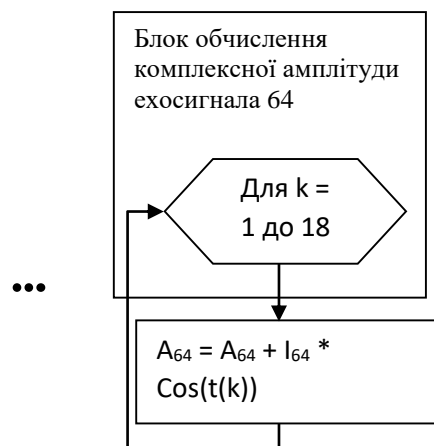 Блок обчислення
комплексної амплітуди
ехосигнала 64
Для k =
1 до 18
•••
A₆₄ = A₆₄ + I₆₄ *
Cos(t(k))